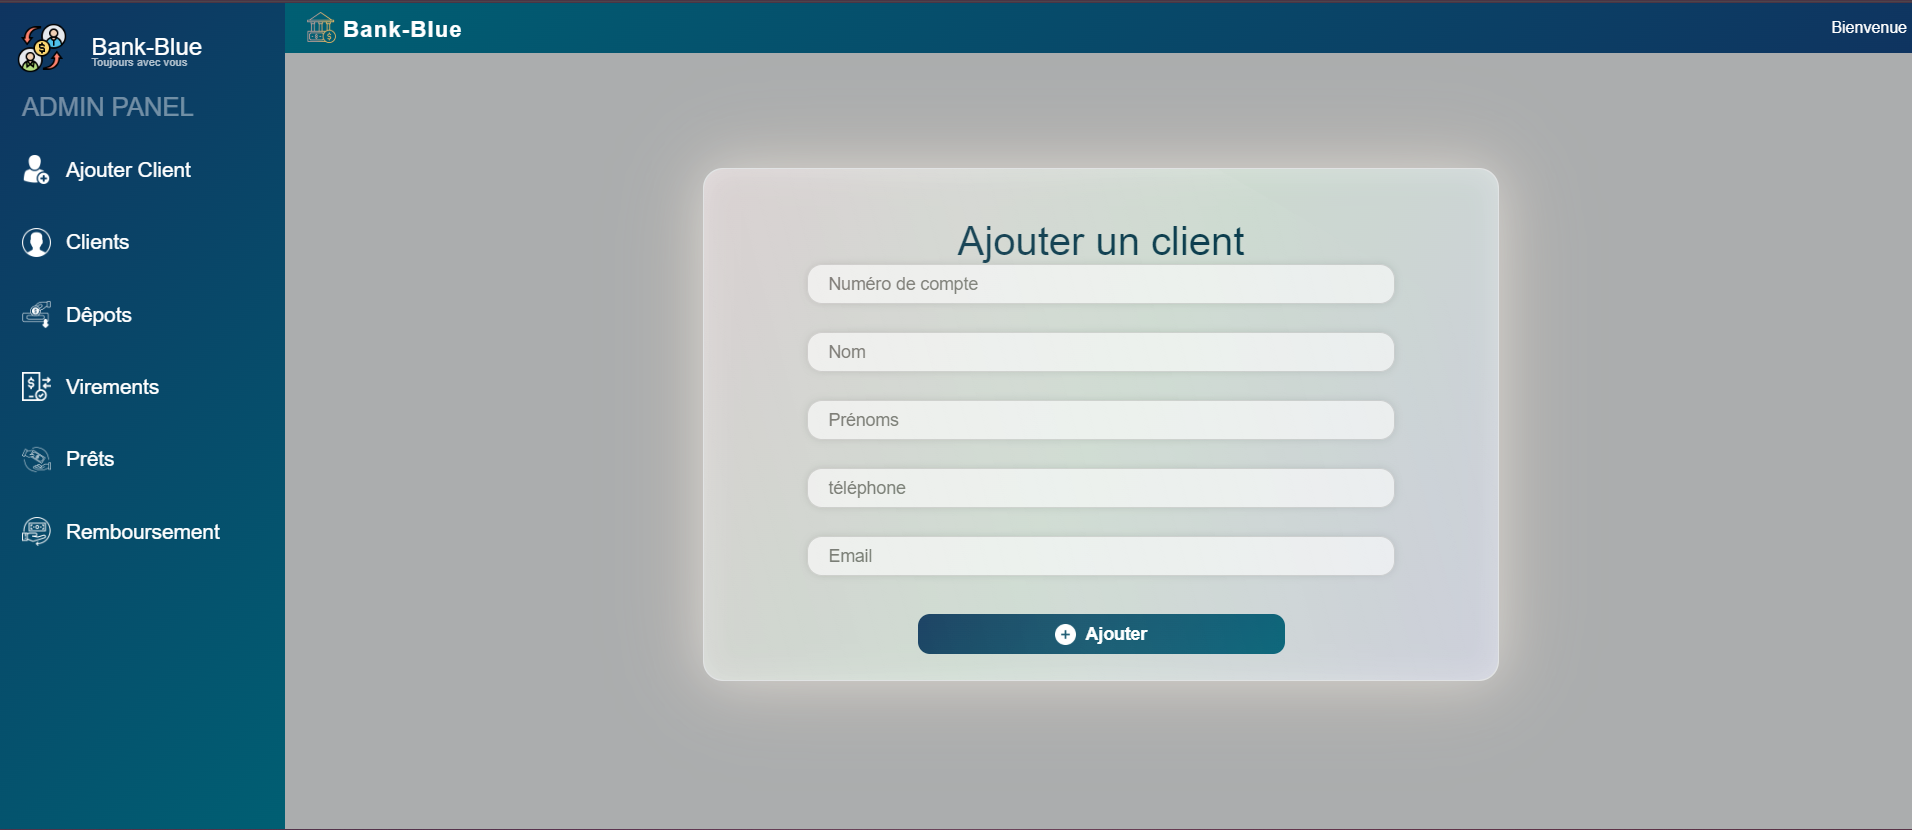 Bank-Blue
Toujours avec vous
ADMIN PANEL
Ajouter Client
Clients
Dêpots
Virements
Prêts
Remboursement
Bank-Blue
Bienvenue
Ajouter un client
Numéro de compte
Nom
Prénoms
téléphone
Email
Ajouter